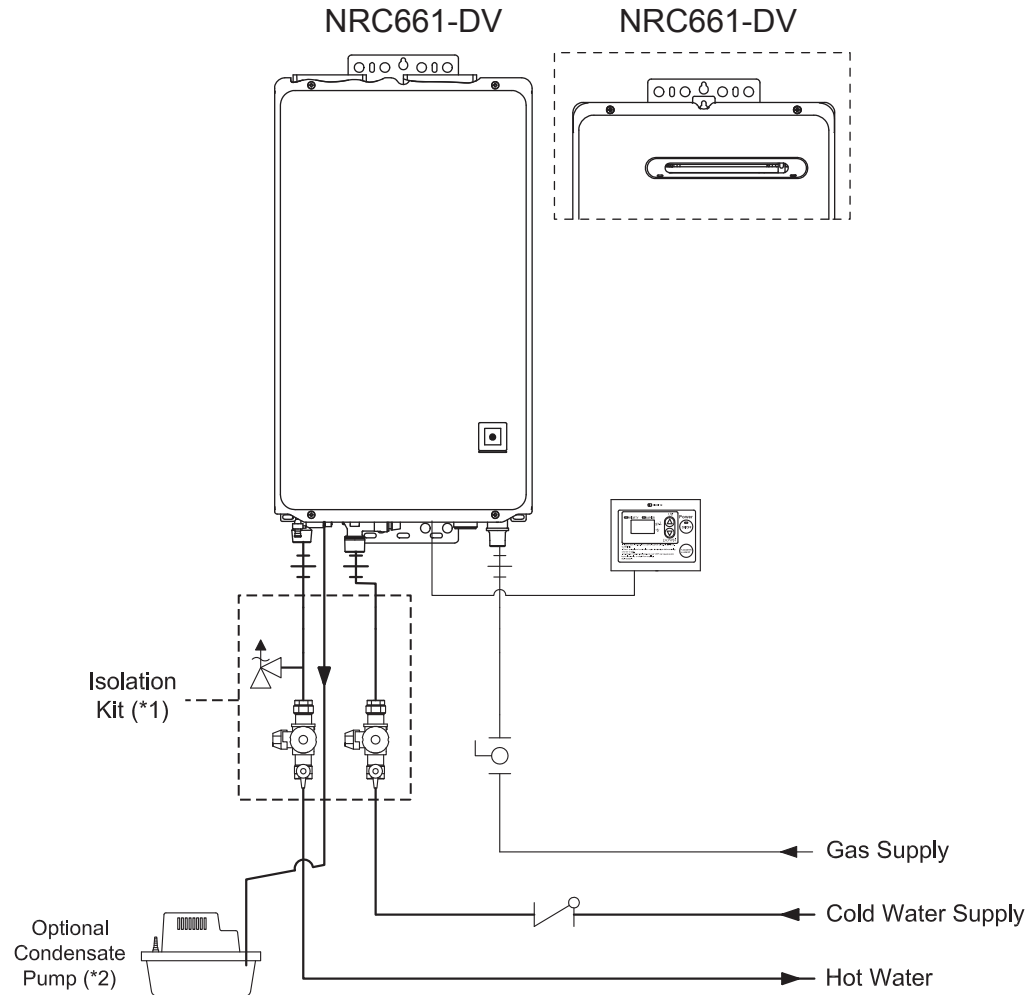 NRC661-DV
NRC661-DV
Isolation
Kit (*1)
Gas Supply
Cold Water Supply
Optional
Condensate
Pump (*2)
Hot Water